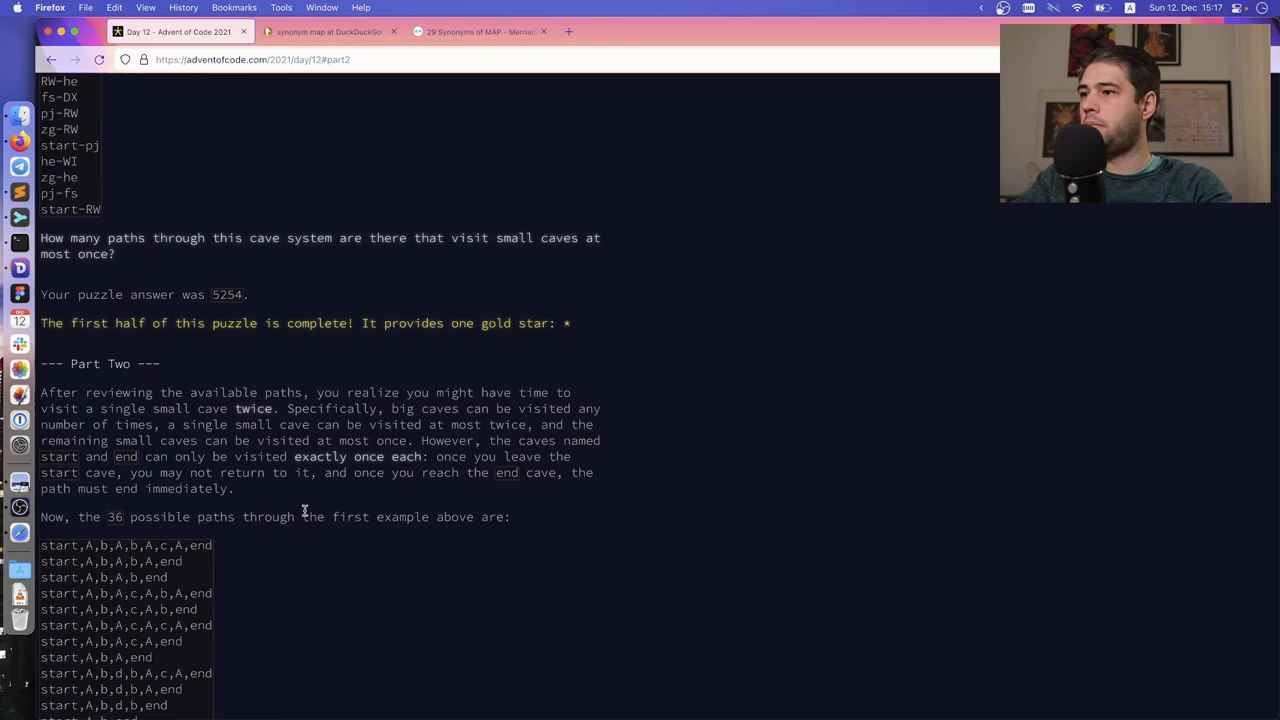 Firefox File Edit View History Bookmarks Tools Window Help
A Sun 12. Dec 15:17
Day 12 - Advent of Code 2021
synonym map at DuckDuckGo
29 Synonyms of MAP - Merriam
https://adventofcode.com/2021/day/12#part2
RW-he
fs-DX
pj-RW
zg-RW
start-pj
he-WI
zg-he
pj-fs
start-RW
How many paths through this cave system are there that visit small caves at
most once?
Your puzzle answer was 5254.
The first half of this puzzle is complete! It provides one gold star: *
--- Part Two ---
After reviewing the available paths, you realize you might have time to
visit a single small cave twice. Specifically, big caves can be visited any
number of times, a single small cave can be visited at most twice, and the
remaining small caves can be visited at most once. However, the caves named
start and end can only be visited exactly once each: once you leave the
start cave, you may not return to it, and once you reach the end cave, the
path must end immediately.
Now, the 36 possible paths through the first example above are:
start,A,b,A,b,A,c,A,end
start,A,b,A,b,A,end
start,A,b,A,b,end
start,A,b,A,c,A,b,A,end
start,A,b,A,c,A,b,end
start,A,b,A,c,A,c,A,end
start,A,b,A,c,A,end
start,A,b,A,end
start,A,b,d,b,A,c,A,end
start,A,b,d,b,A,end
start,A,b,d,b,end
DEC
12